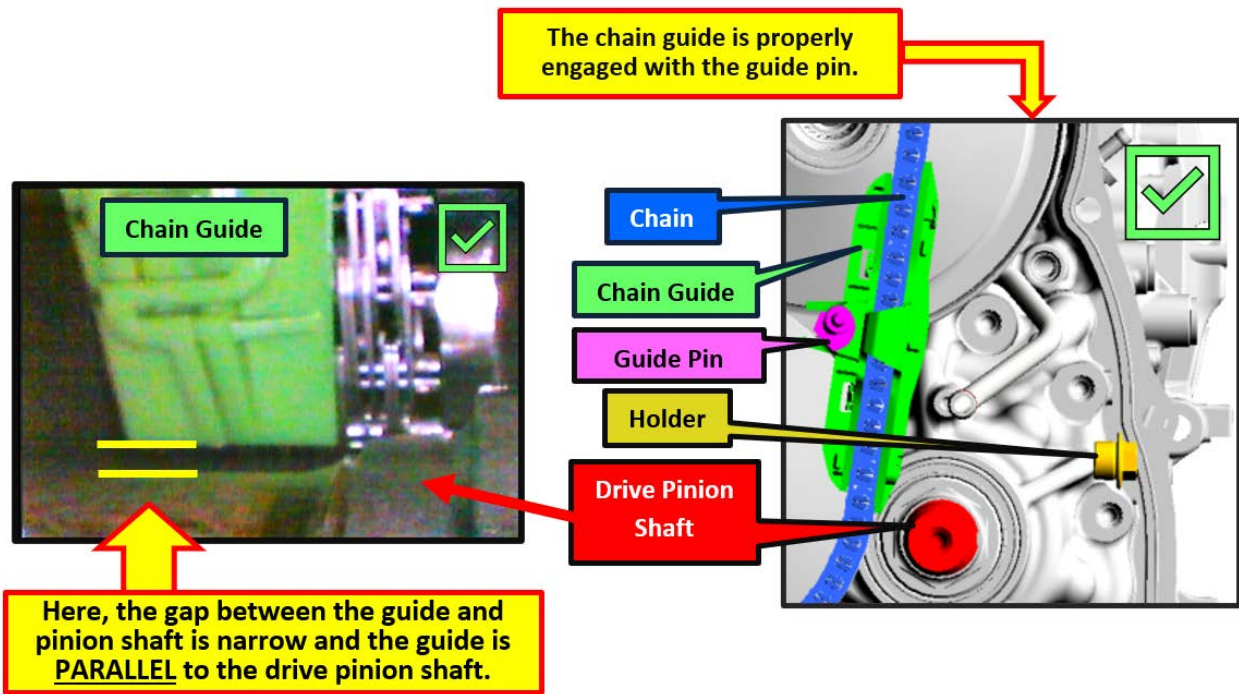 The chain guide is properly
engaged with the guide pin.
Chain Guide
Chain
Chain Guide
Guide Pin
Holder
Drive Pinion
Shaft
Here, the gap between the guide and
pinion shaft is narrow and the guide is
PARALLEL to the drive pinion shaft.